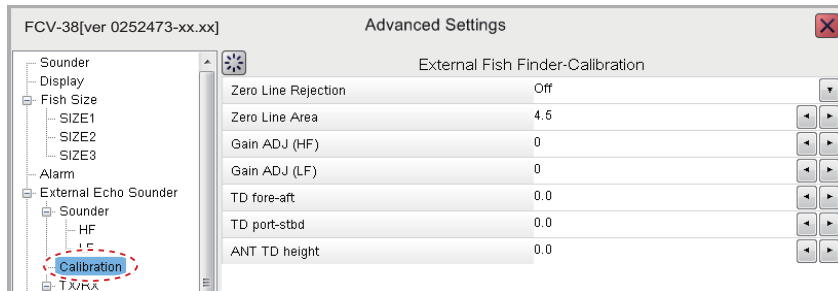 FCV-38[ver 0252473-xx.xx]
Advanced Settings
Sounder
Display
Fish Size
SIZE1
SIZE2
SIZE3
Alarm
External Echo Sounder
Sounder
HF
LF
Calibration
TX/RX
External Fish Finder-Calibration
Zero Line Rejection Off
Zero Line Area 4.5
Gain ADJ (HF) 0
Gain ADJ (LF) 0
TD fore-aft 0.0
TD port-stbd 0.0
ANT TD height 0.0